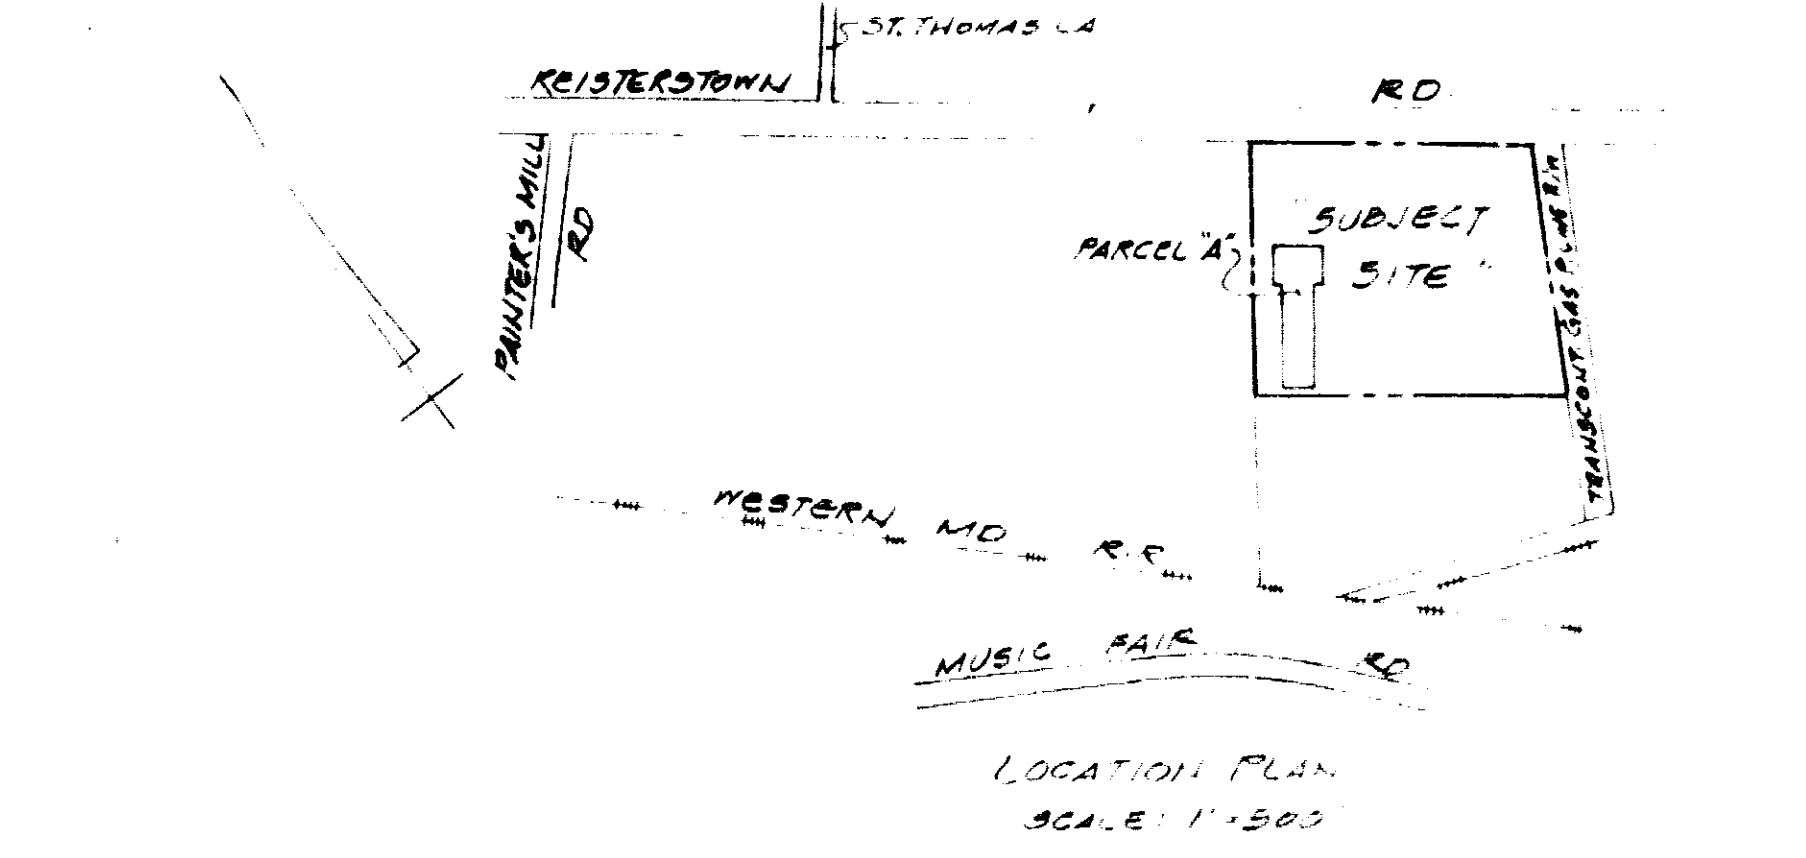 ST. THOMAS LA
REISTERSTOWN RD
PAINTER'S MILL
RD
"SUBJECT
SITE"
PARCEL "A"
TRANSCONT. GAS R/W
WESTERN MD R.R
MUSIC FAIR RD
LOCATION PLAN
SCALE: 1"=500